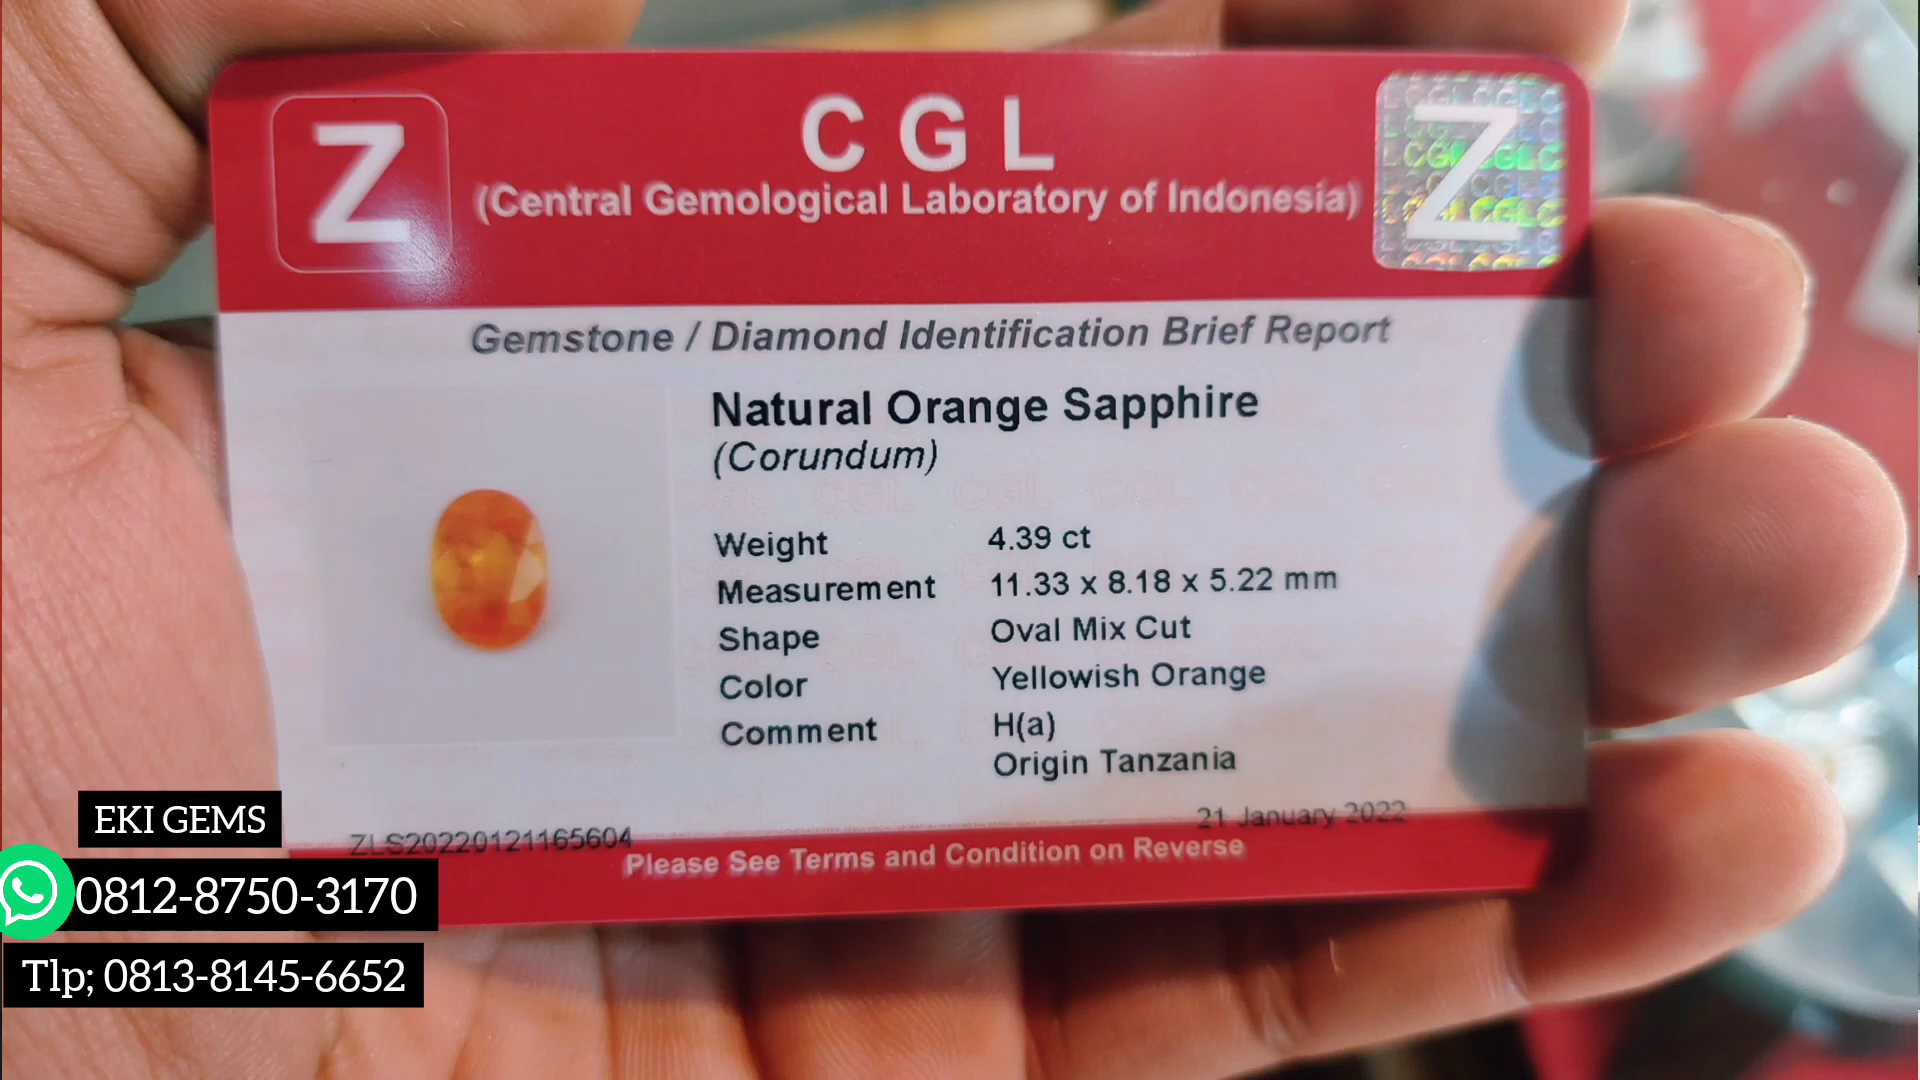 Z
C G L
Z
(Central Gemological Laboratory of Indonesia)
Gemstone / Diamond Identification Brief Report
Natural Orange Sapphire
(Corundum)
Weight 4.39 ct
Measurement 11.33 x 8.18 x 5.22 mm
Shape Oval Mix Cut
Color Yellowish Orange
Comment H(a)
Origin Tanzania
21 January 2022
ZLS20220121165604
Please See Terms and Condition on Reverse
EKI GEMS
0812-8750-3170
Tlp; 0813-8145-6652